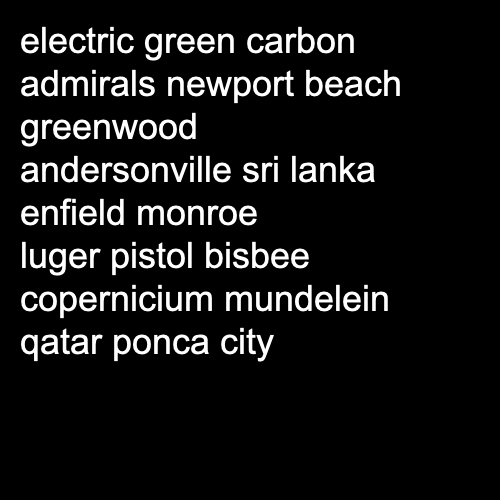 electric green carbon
admirals newport beach
greenwood
andersonville sri lanka
enfield monroe
luger pistol bisbee
copernicium mundelein
qatar ponca city